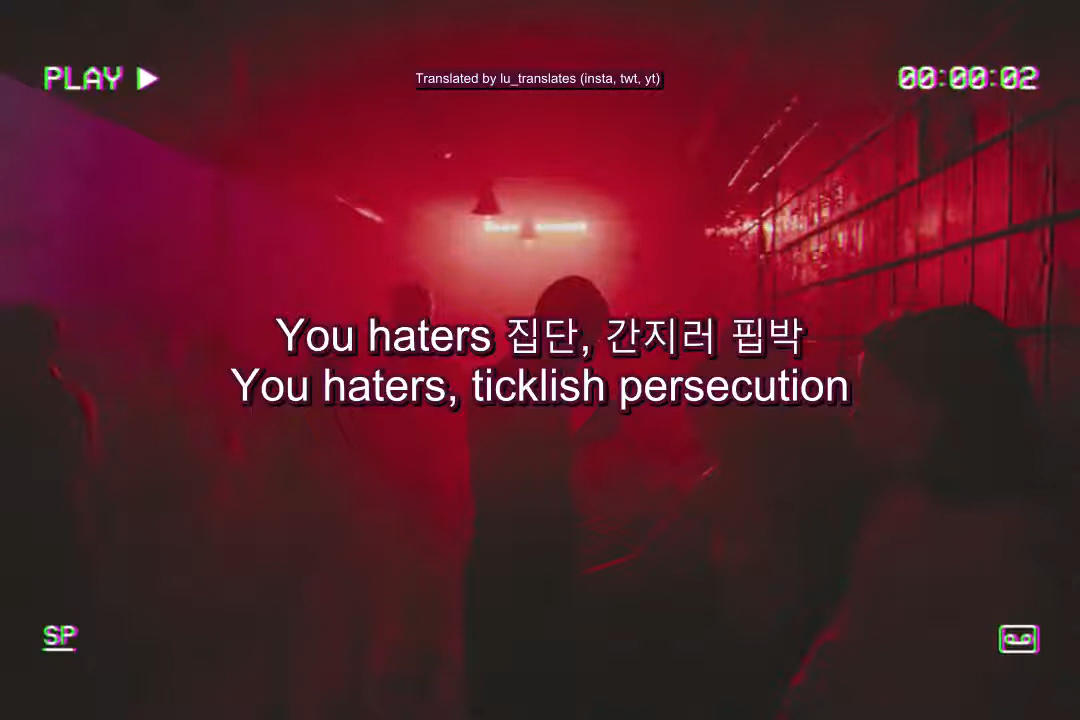 PLAY
Translated by lu_translates (insta, twt, yt)
00:00:02
You haters 집단, 간지러 핍박
You haters, ticklish persecution
SP